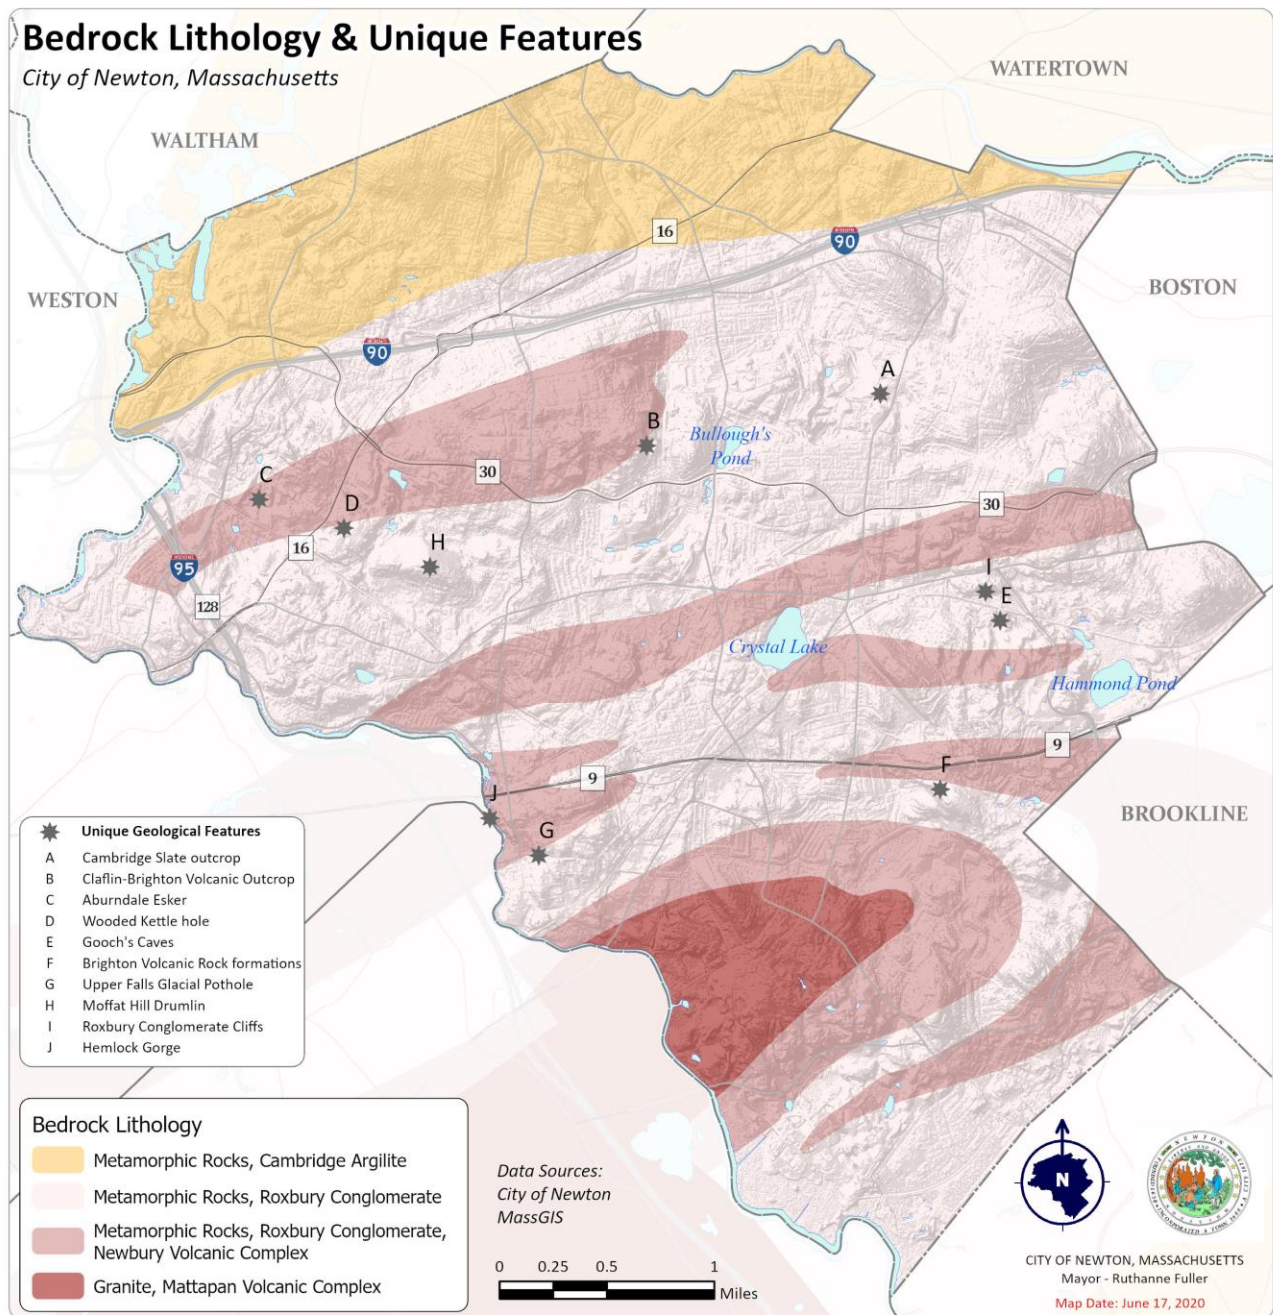 Bedrock Lithology & Unique Features
City of Newton, Massachusetts
WATERTOWN
WALTHAM
16
90
WESTON
BOSTON
90
A
B
Bullough's
Pond
C
30
D
30
16
H
95
I
128
E
Crystal Lake
Hammond Pond
9
9
F
J
BROOKLINE
G
Unique Geological Features
A Cambridge Slate outcrop
B Claflin-Brighton Volcanic Outcrop
C Aburndale Esker
D Wooded Kettle hole
E Gooch's Caves
F Brighton Volcanic Rock formations
G Upper Falls Glacial Pothole
H Moffat Hill Drumlin
I Roxbury Conglomerate Cliffs
J Hemlock Gorge
Bedrock Lithology
Metamorphic Rocks, Cambridge Argilite
Metamorphic Rocks, Roxbury Conglomerate
Metamorphic Rocks, Roxbury Conglomerate,
Newbury Volcanic Complex
Granite, Mattapan Volcanic Complex
Data Sources:
City of Newton
MassGIS
0 0.25 0.5 1
Miles
N
CITY OF NEWTON, MASSACHUSETTS
Mayor - Ruthanne Fuller
Map Date: June 17, 2020